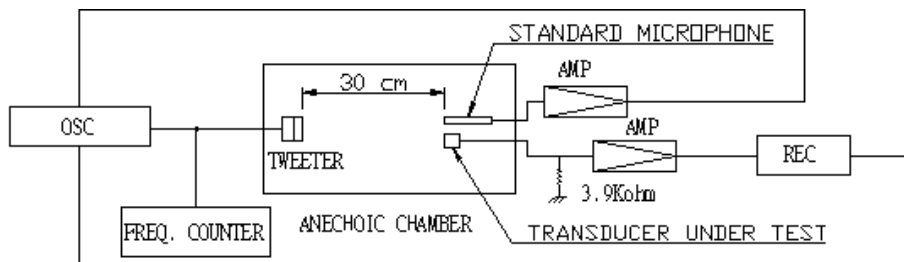 STANDARD MICROPHONE
AMP
30 cm
OSC
AMP
TWEETER
REC
3.9Kohm
FREQ. COUNTER
ANECHOIC CHAMBER
TRANSDUCER UNDER TEST